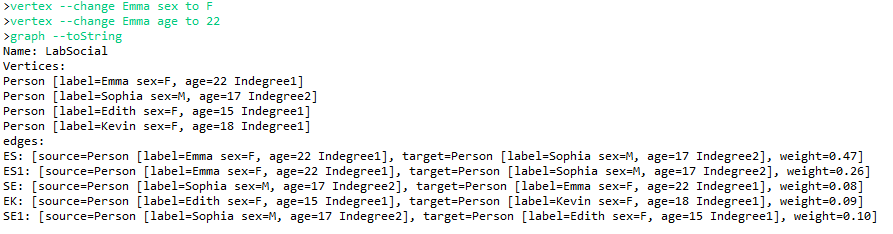 >vertex --change Emma sex to F
>vertex --change Emma age to 22
>graph --toString
Name: LabSocial
Vertices:
Person [label=Emma sex=F, age=22 Indegree1]
Person [label=Sophia sex=M, age=17 Indegree2]
Person [label=Edith sex=F, age=15 Indegree1]
Person [label=Kevin sex=F, age=18 Indegree1]
edges:
ES: [source=Person [label=Emma sex=F, age=22 Indegree1], target=Person [label=Sophia sex=M, age=17 Indegree2], weight=0.47]
ES1: [source=Person [label=Emma sex=F, age=22 Indegree1], target=Person [label=Sophia sex=M, age=17 Indegree2], weight=0.26]
SE: [source=Person [label=Sophia sex=M, age=17 Indegree2], target=Person [label=Emma sex=F, age=22 Indegree1], weight=0.08]
EK: [source=Person [label=Edith sex=F, age=15 Indegree1], target=Person [label=Kevin sex=F, age=18 Indegree1], weight=0.09]
SE1: [source=Person [label=Sophia sex=M, age=17 Indegree2], target=Person [label=Edith sex=F, age=15 Indegree1], weight=0.10]